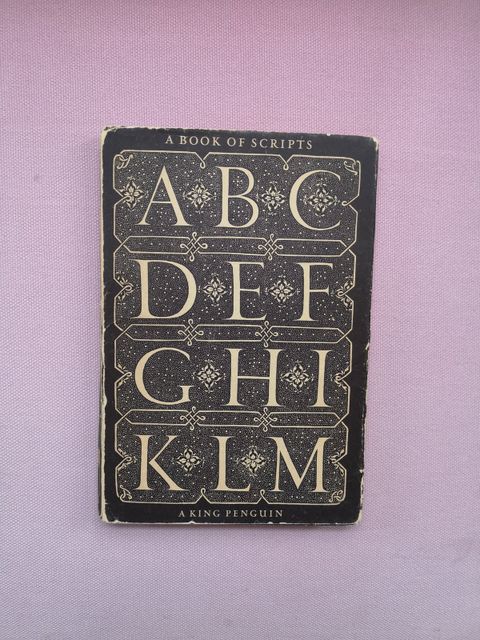 A BOOK OF SCRIPTS
A B C
D E F
G H I
K L M
A KING PENGUIN